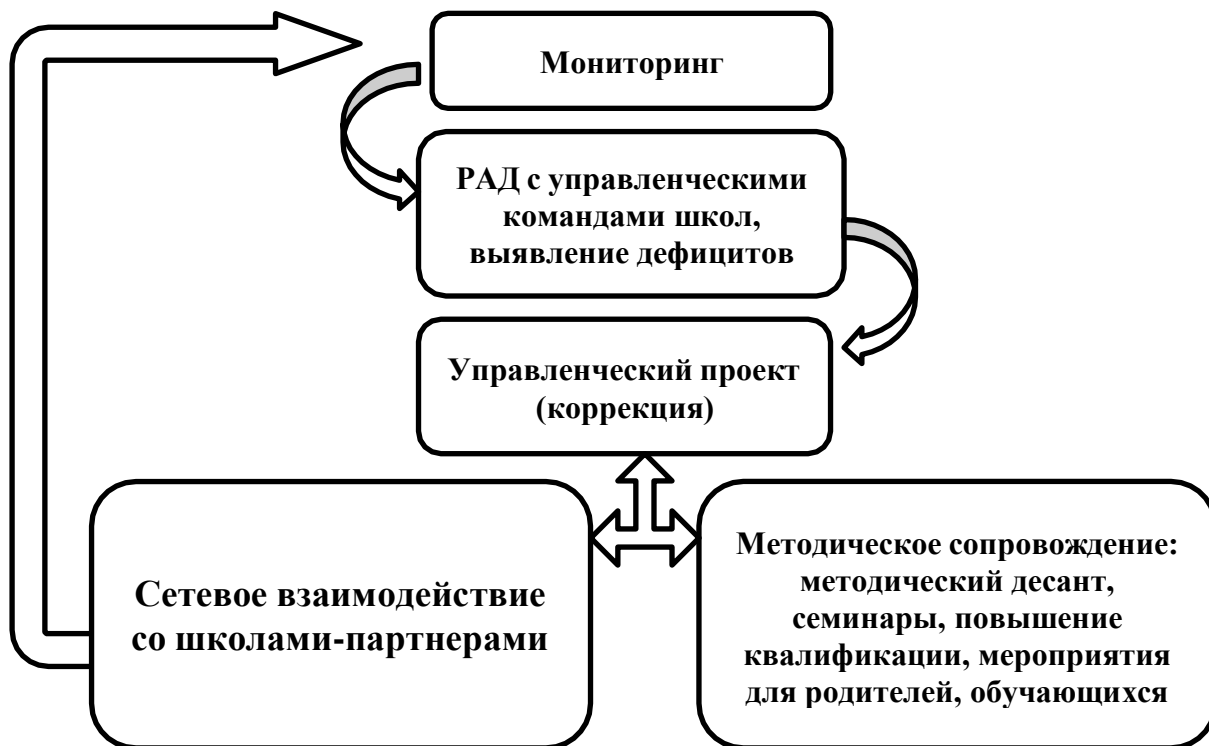 Мониторинг
РАД с управленческими
командами школ,
выявление дефицитов
Управленческий проект
(коррекция)
Сетевое взаимодействие
со школами-партнерами
Методическое сопровождение:
методический десант,
семинары, повышение
квалификации, мероприятия
для родителей, обучающихся